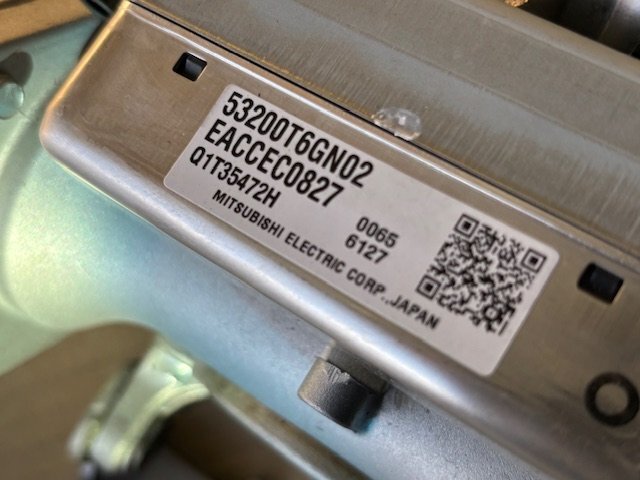 53200T6GN02
EACCEC0827
Q1T35472H
0065
6127
MITSUBISHI ELECTRIC CORP., JAPAN